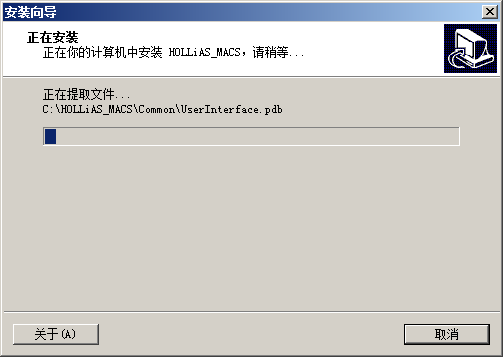 安装向导
正在安装
正在你的计算机中安装 HOLLiAS_MACS，请稍等...
正在提取文件...
C:\HOLLiAS_MACS\Common\UserInterface.pdb
关于(A)
取消